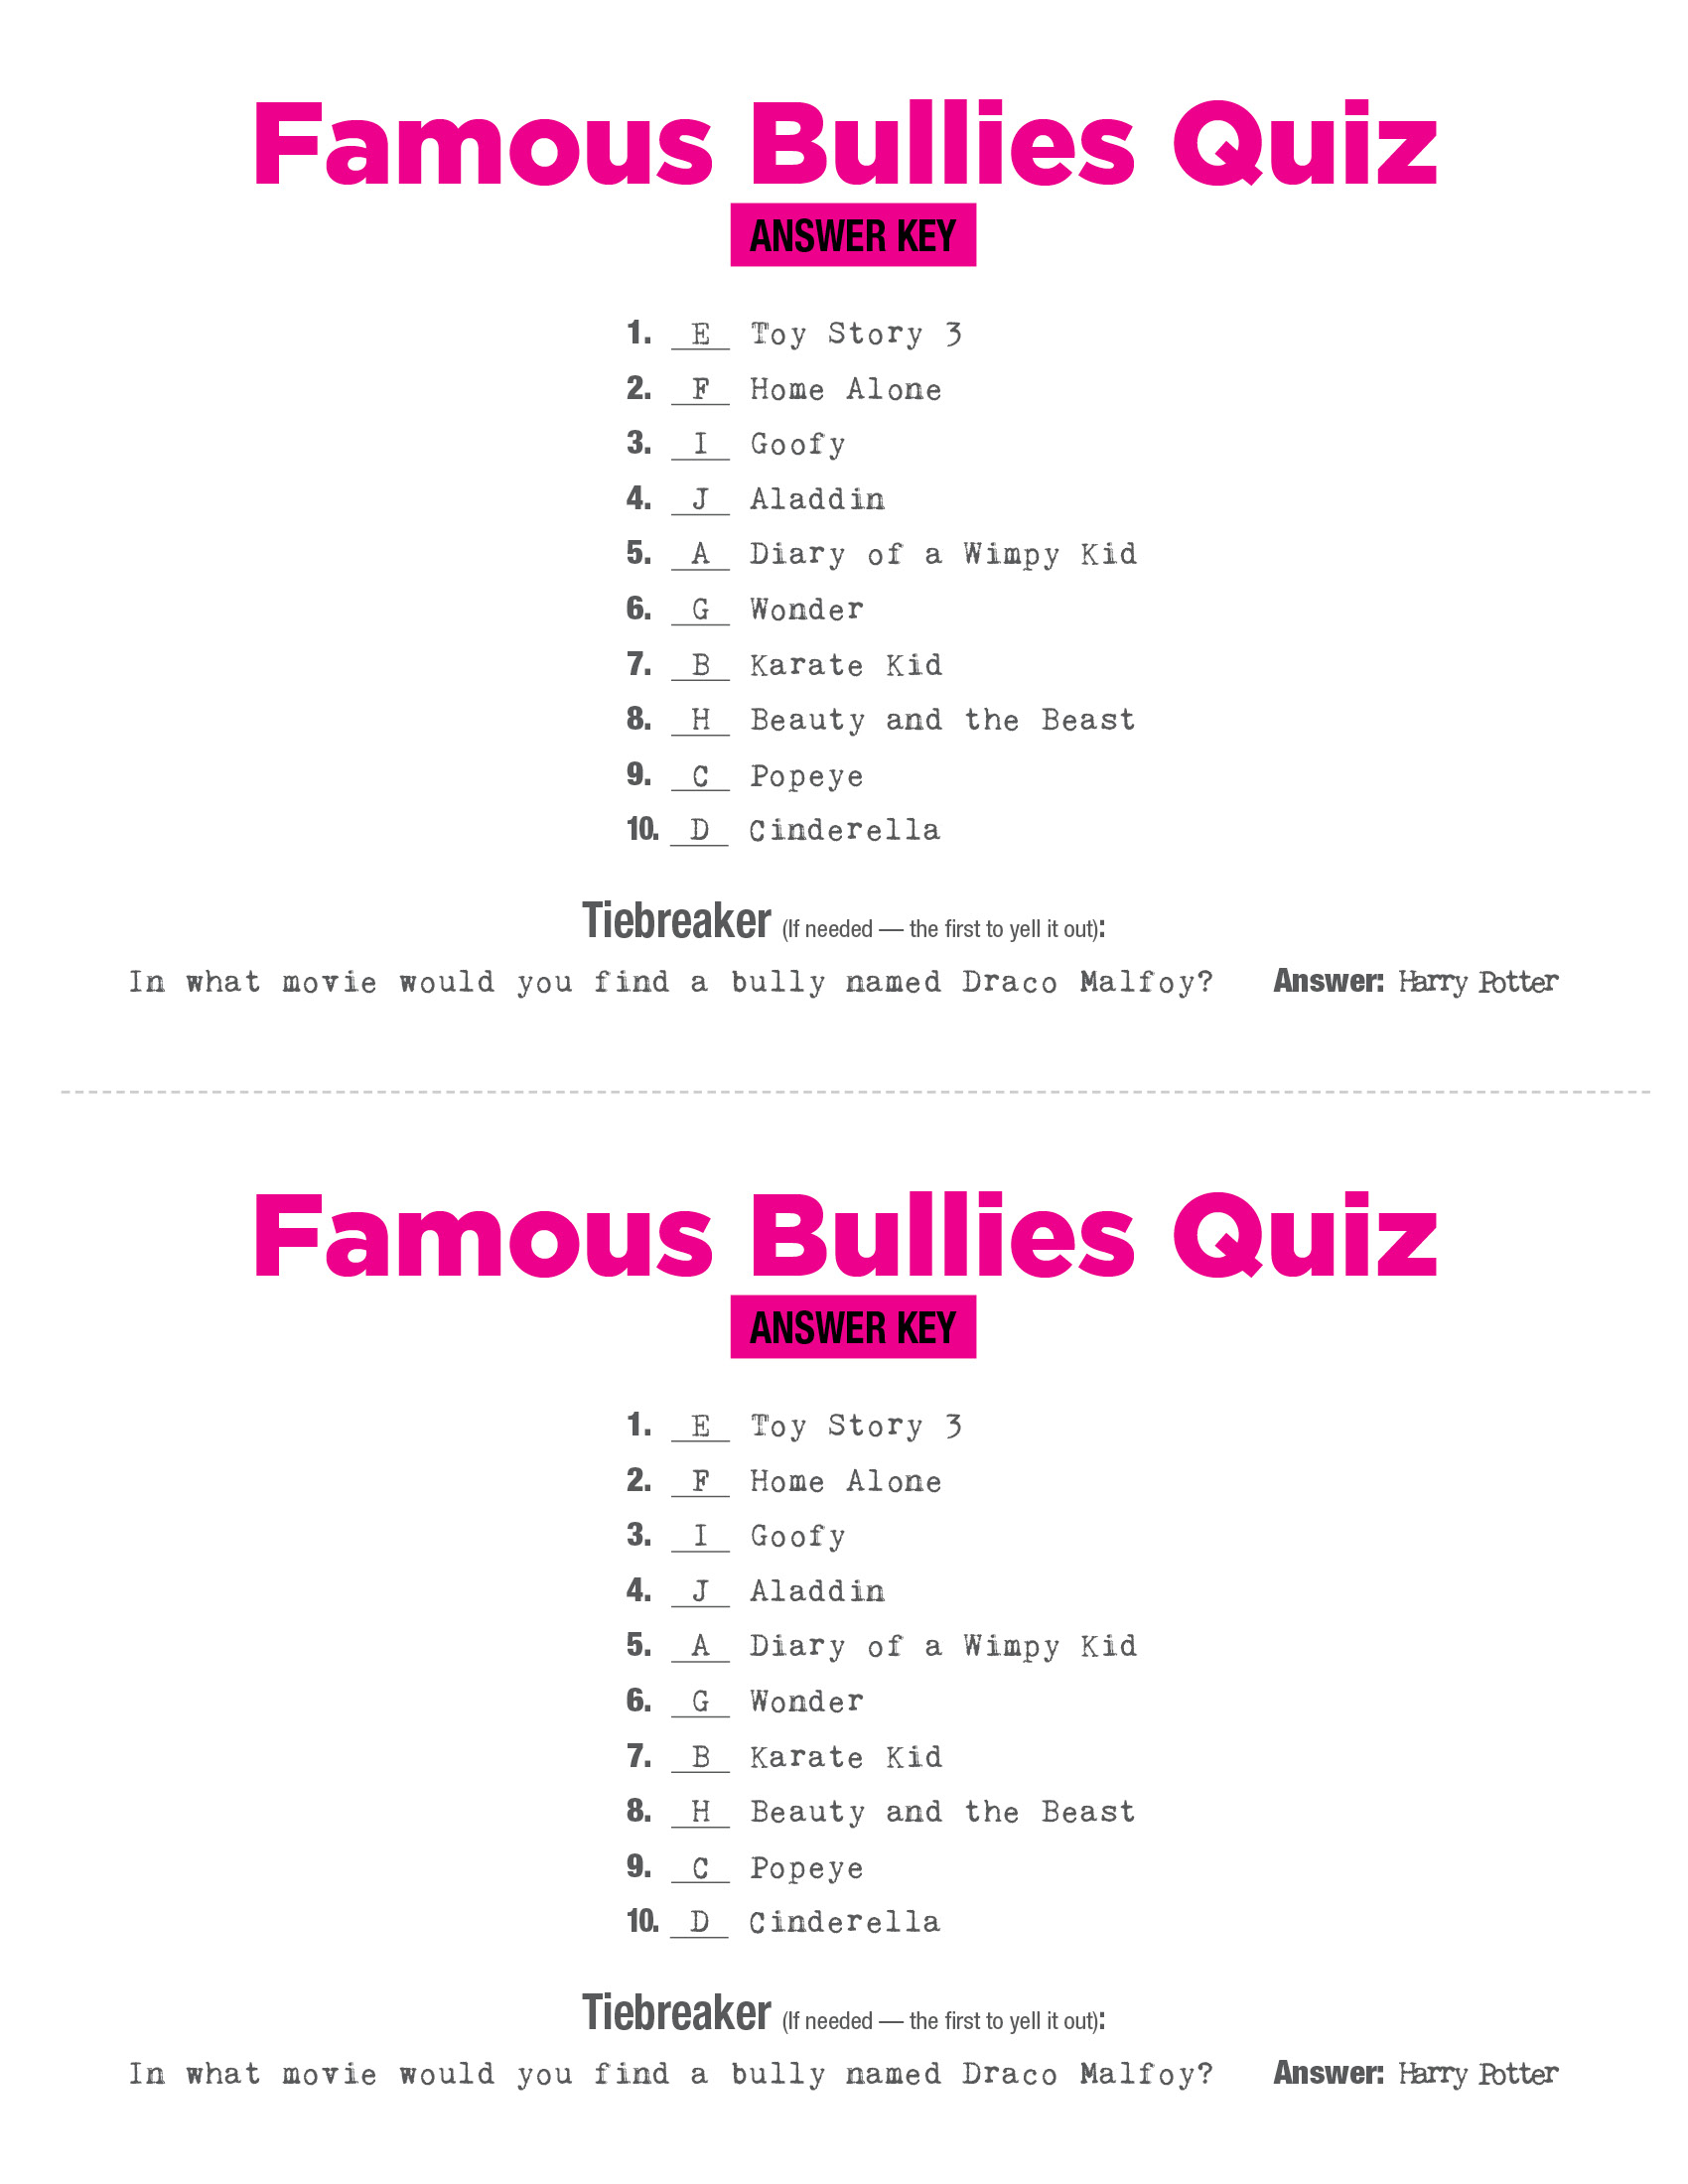 Famous Bullies Quiz
ANSWER KEY
1. E Toy Story 3
2. F Home Alone
3. I Goofy
4. J Aladdin
5. A Diary of a Wimpy Kid
6. G Wonder
7. B Karate Kid
8. H Beauty and the Beast
9. C Popeye
10. D Cinderella
Tiebreaker (If needed — the first to yell it out):
In what movie would you find a bully named Draco Malfoy? Answer: Harry Potter
Famous Bullies Quiz
ANSWER KEY
1. E Toy Story 3
2. F Home Alone
3. I Goofy
4. J Aladdin
5. A Diary of a Wimpy Kid
6. G Wonder
7. B Karate Kid
8. H Beauty and the Beast
9. C Popeye
10. D Cinderella
Tiebreaker (If needed — the first to yell it out):
In what movie would you find a bully named Draco Malfoy? Answer: Harry Potter